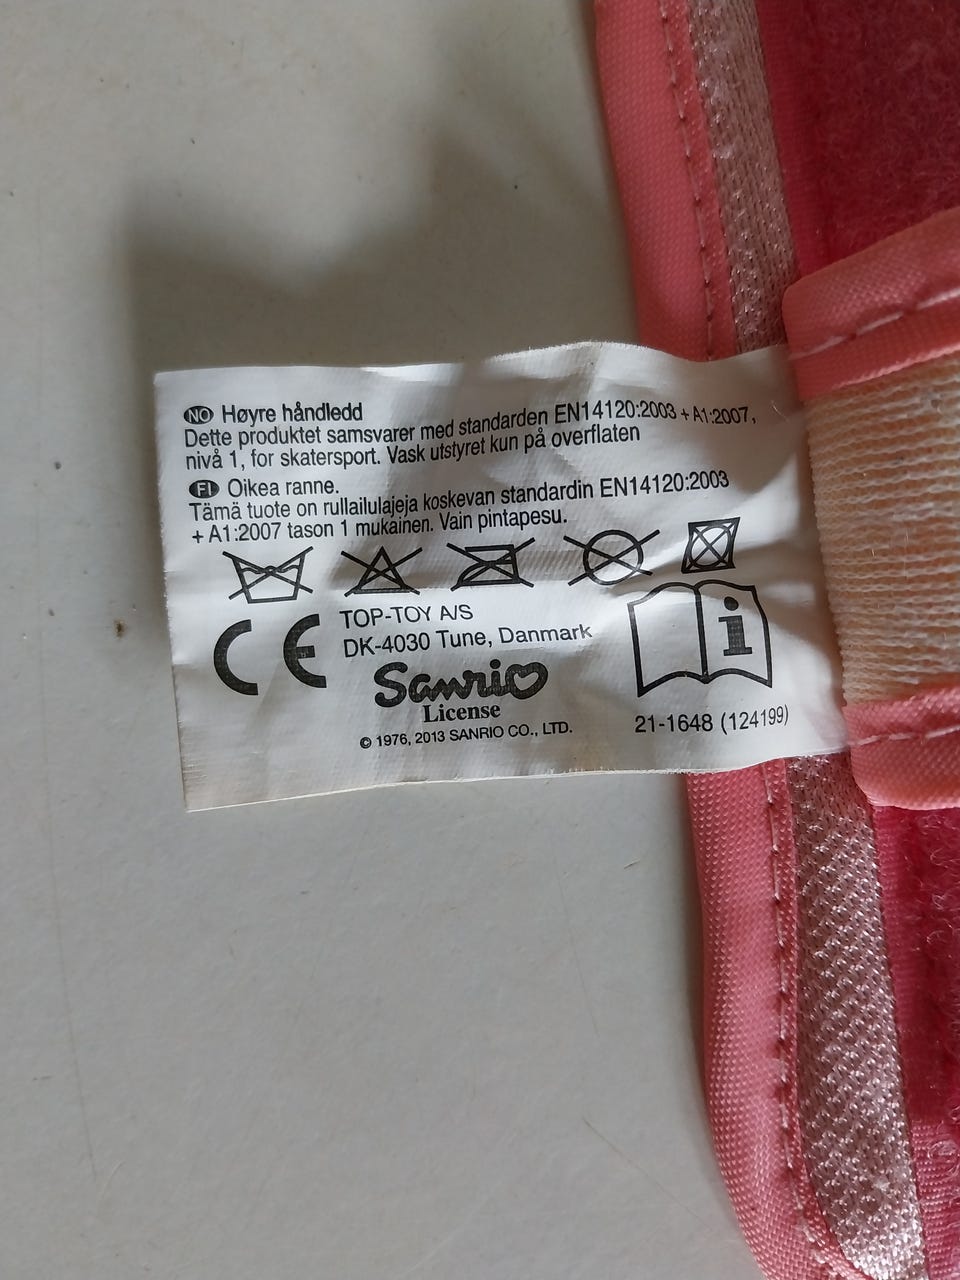 NO Høyre håndledd
Dette produktet samsvarer med standarden EN14120:2003 + A1:2007,
nivå 1, for skatersport. Vask utstyret kun på overflaten
FI Oikea ranne.
Tämä tuote on rullailulajeja koskevan standardin EN14120:2003
+ A1:2007 tason 1 mukainen. Vain pintapesu.
CE
TOP-TOY A/S
DK-4030 Tune, Danmark
Sanrio
License
© 1976, 2013 SANRIO CO., LTD.
i
21-1648 (124199)